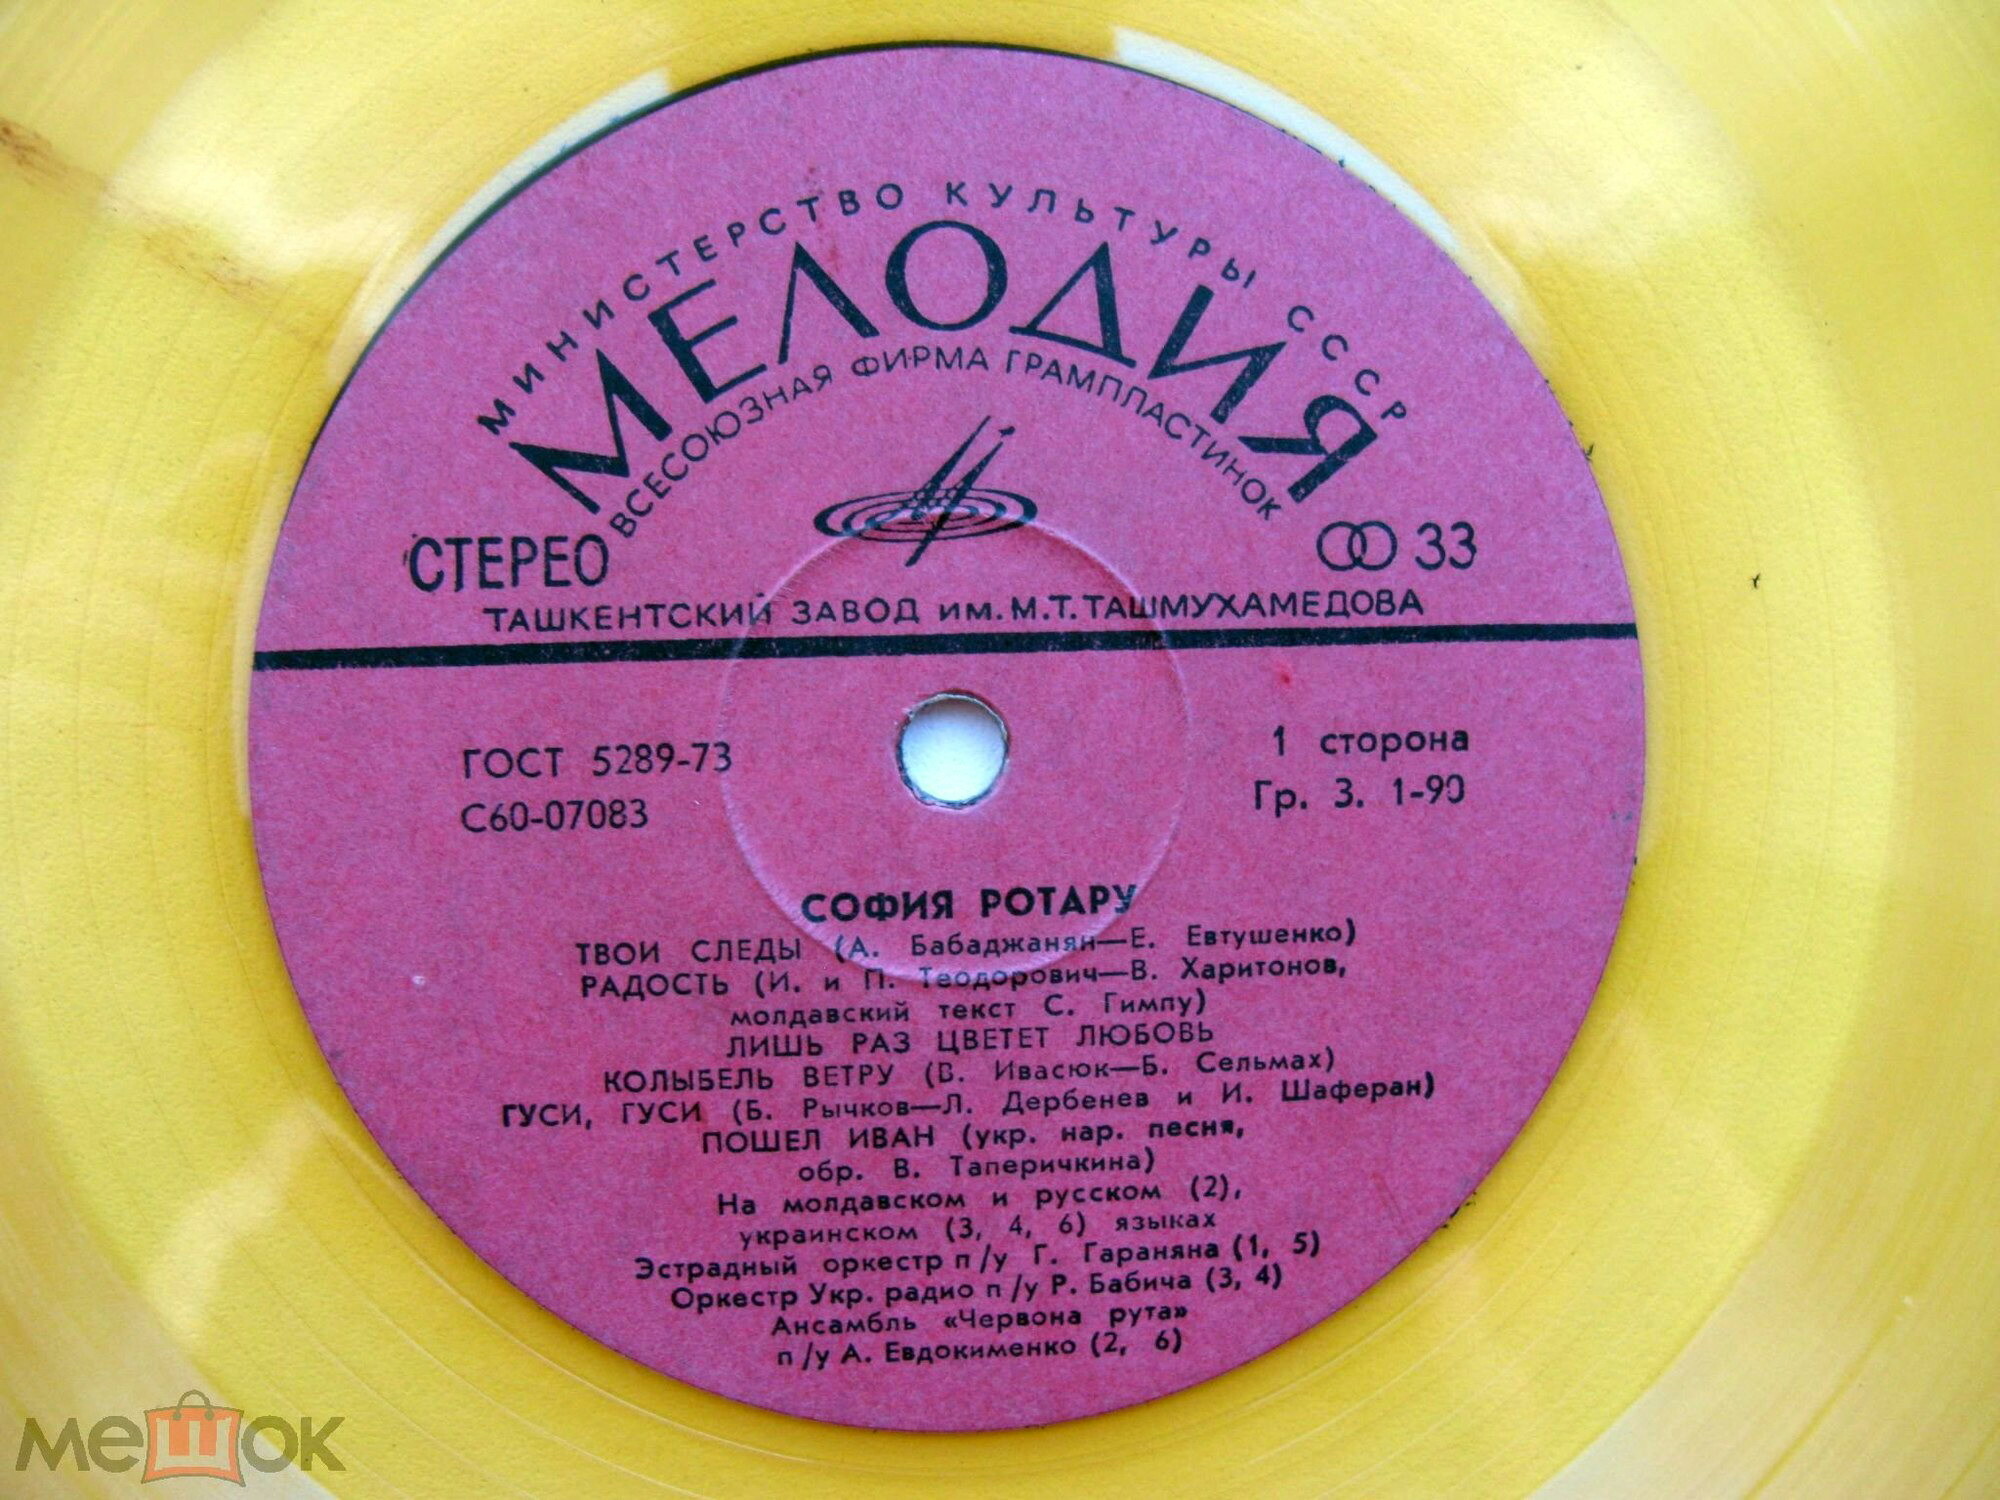 МИНИСТЕРСТВО КУЛЬТУРЫ СССР
МЕЛОДИЯ
ВСЕСОЮЗНАЯ ФИРМА ГРАМПЛАСТИНОК
СТЕРЕО
33
ТАШКЕНТСКИЙ ЗАВОД ИМ. М.Т. ТАШМУХАМЕДОВА
ГОСТ 5289-73
С60-07083
1 сторона
Гр. 3. 1-90
СОФИЯ РОТАРУ
ТВОИ СЛЕДЫ (А. Бабаджанян—Е. Евтушенко)
РАДОСТЬ (И. и П. Теодорович—В. Харитонов,
молдавский текст С. Гимпу)
ЛИШЬ РАЗ ЦВЕТЕТ ЛЮБОВЬ
КОЛЫБЕЛЬ ВЕТРУ (В. Ивасюк—Б. Сельмах)
ГУСИ, ГУСИ (Б. Рычков—Л. Дербенев и И. Шаферан)
ПОШЕЛ ИВАН (укр. нар. песня,
обр. В. Таперичкина)
На молдавском и русском (2),
украинском (3, 4, 6) языках
Эстрадный оркестр п/у Г. Гараняна (1, 5)
Оркестр Укр. радио п/у Р. Бабича (3, 4)
Ансамбль «Червона рута»
п/у А. Евдокименко (2, 6)
мешок